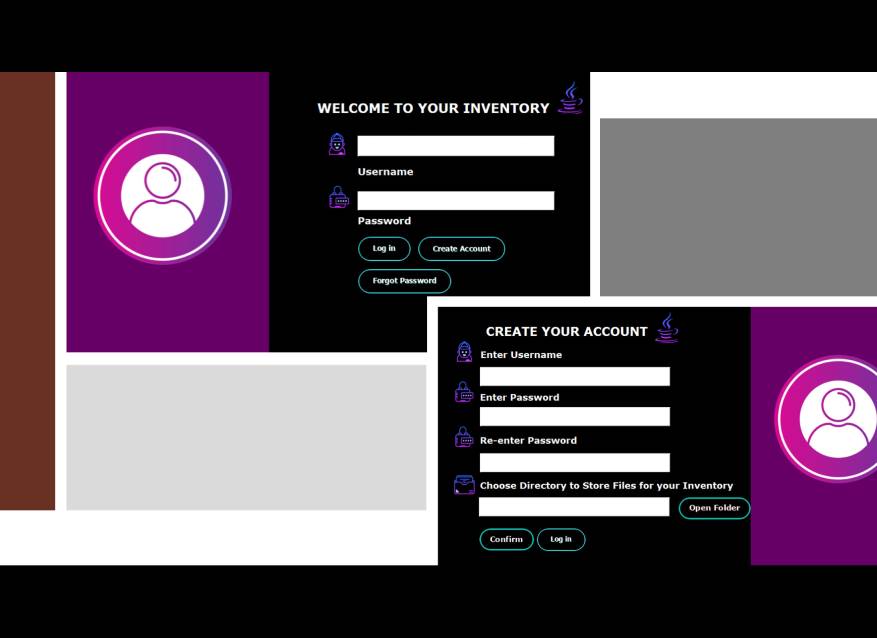 WELCOME TO YOUR INVENTORY
Username
Password
Log in
Create Account
Forgot Password
CREATE YOUR ACCOUNT
Enter Username
Enter Password
Re-enter Password
Choose Directory to Store Files for your Inventory
Open Folder
Confirm
Log in